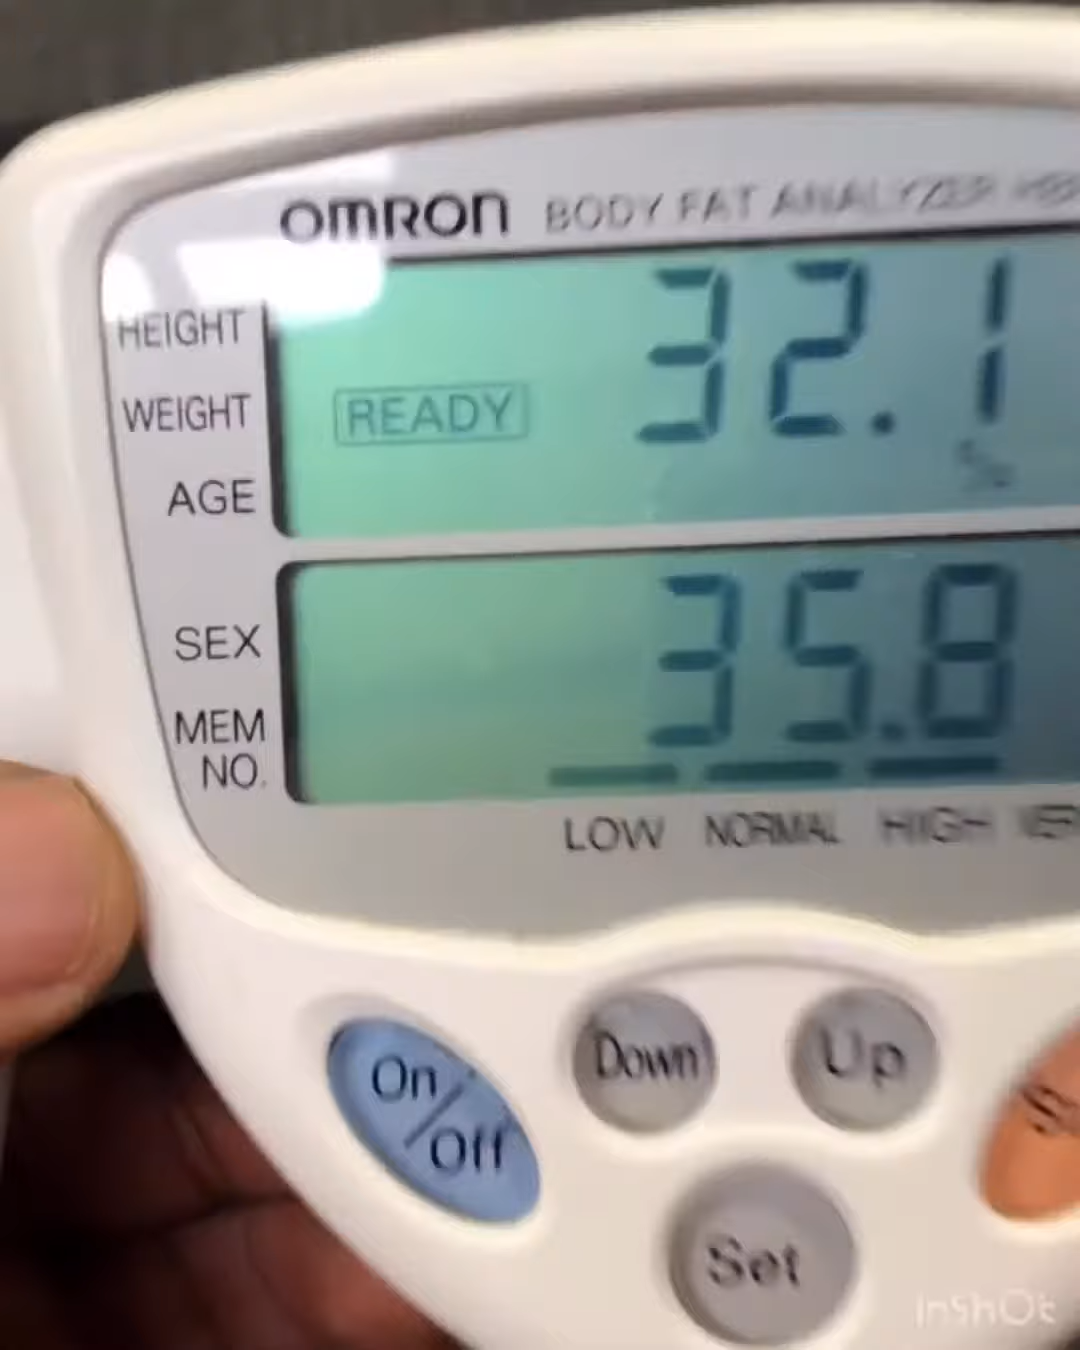 OMRON BODY FAT ANALYZER
HEIGHT
WEIGHT
AGE
READY
32.1
%
SEX
MEM
NO.
35.8
LOW NORMAL HIGH
On/Off
Down
Up
Set
InShOt